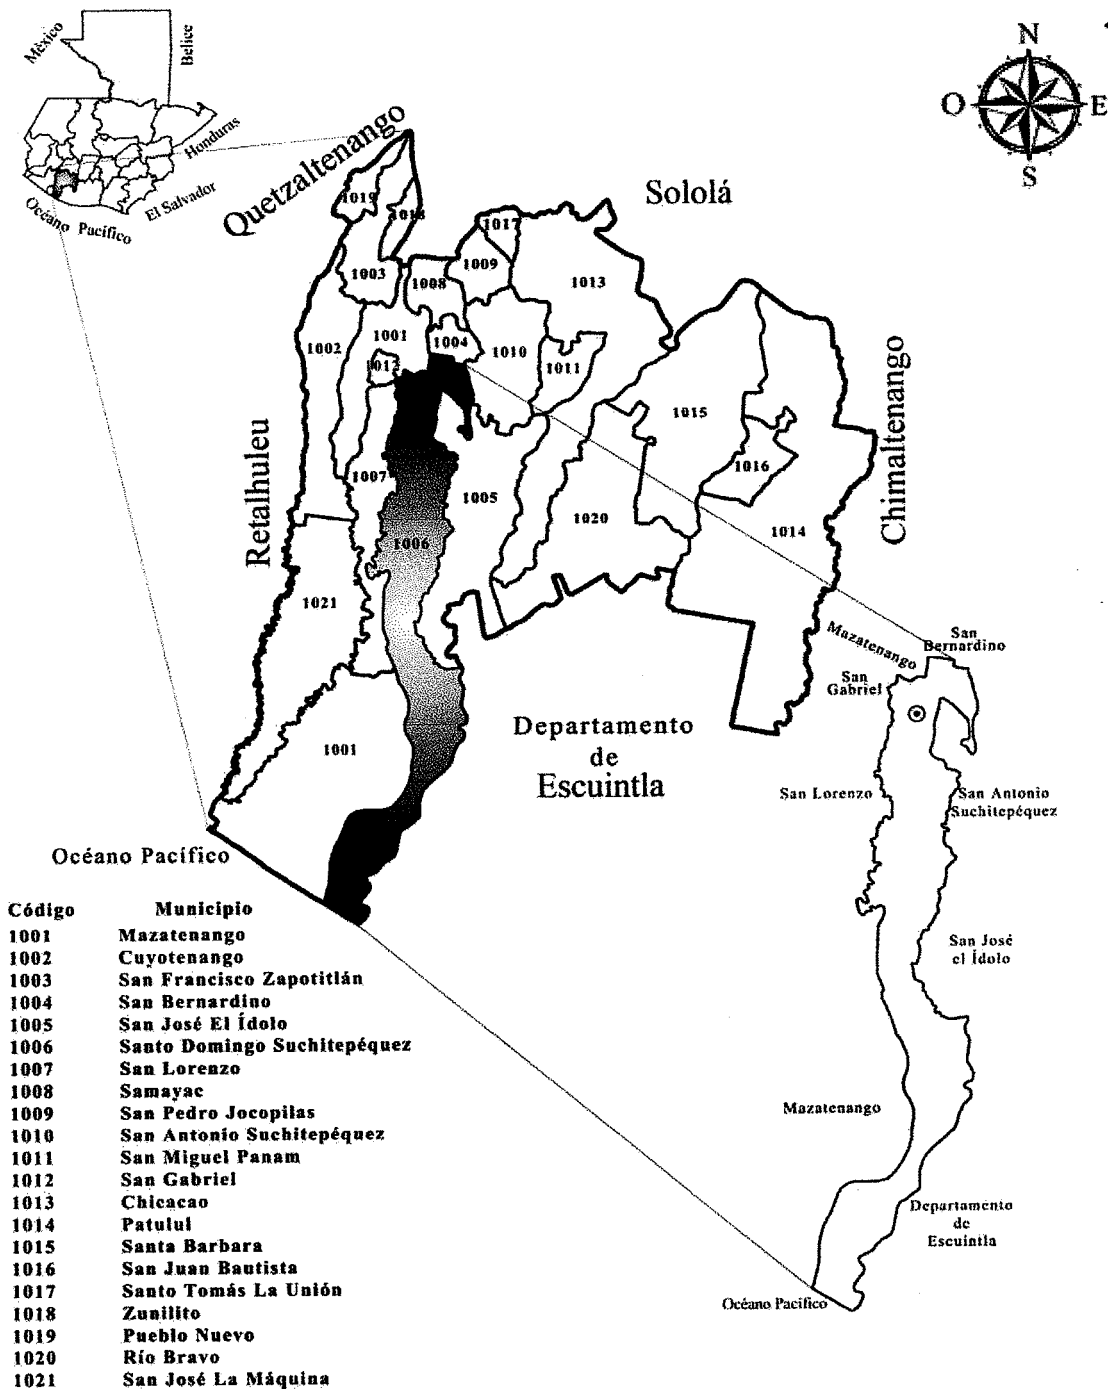 México
Belice
Honduras
El Salvador
Océano Pacífico
N
O
E
S
Quetzaltenango
Sololá
Chimaltenango
Retalhuleu
1019
1018
1017
1003
1008
1009
1013
1002
1001
1004
1010
1011
1012
1015
1016
1007
1005
1020
1014
1006
1021
1001
Departamento
de
Escuintla
Océano Pacífico
Mazatenango
San
Bernardino
San
Gabriel
San Lorenzo
San Antonio
Suchitepéquez
San José
el Ídolo
Mazatenango
Departamento
de
Escuintla
Océano Pacífico
Código Municipio
1001 Mazatenango
1002 Cuyotenango
1003 San Francisco Zapotitlán
1004 San Bernardino
1005 San José El Ídolo
1006 Santo Domingo Suchitepéquez
1007 San Lorenzo
1008 Samayac
1009 San Pedro Jocopilas
1010 San Antonio Suchitepéquez
1011 San Miguel Panam
1012 San Gabriel
1013 Chicacao
1014 Patulul
1015 Santa Barbara
1016 San Juan Bautista
1017 Santo Tomás La Unión
1018 Zunilito
1019 Pueblo Nuevo
1020 Río Bravo
1021 San José La Máquina